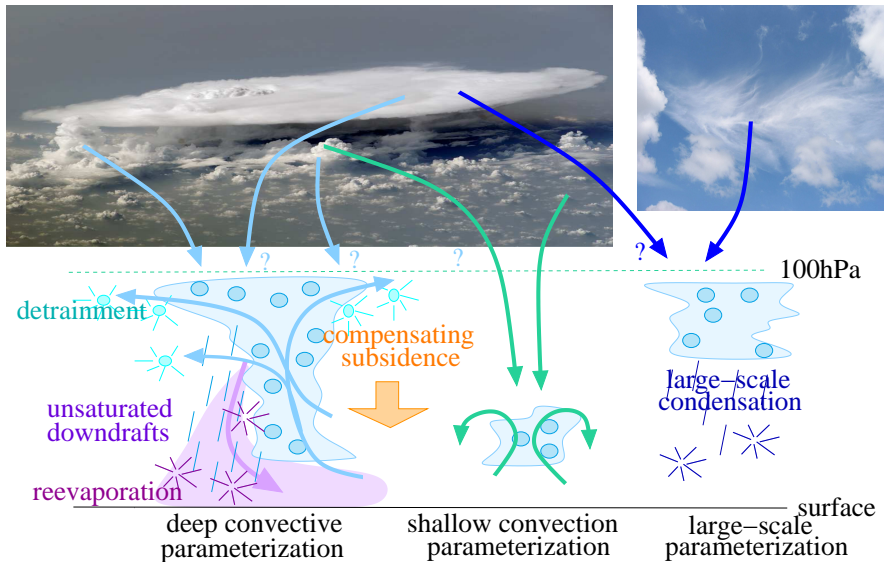 ? ? ? ?
100hPa
detrainment
compensating
subsidence
large−scale
condensation
unsaturated
downdrafts
reevaporation
surface
deep convective
parameterization
shallow convection
parameterization
large−scale
parameterization